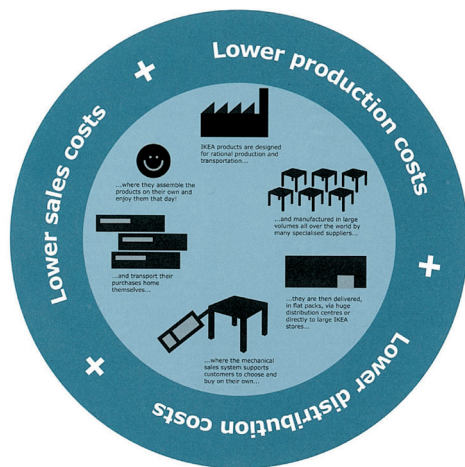 Lower production costs
+
Lower distribution costs
+
Lower sales costs
+
IKEA products are designed
for rational production and
transportation...
...and manufactured in large
volumes all over the world by
many specialised suppliers...
...they are then delivered,
in flat packs, via huge
distribution centres or
directly to large IKEA
stores...
...where the mechanical
sales system supports
customers to choose and
buy on their own...
...and transport their
purchases home
themselves...
...where they assemble the
products on their own and
enjoy them that day!